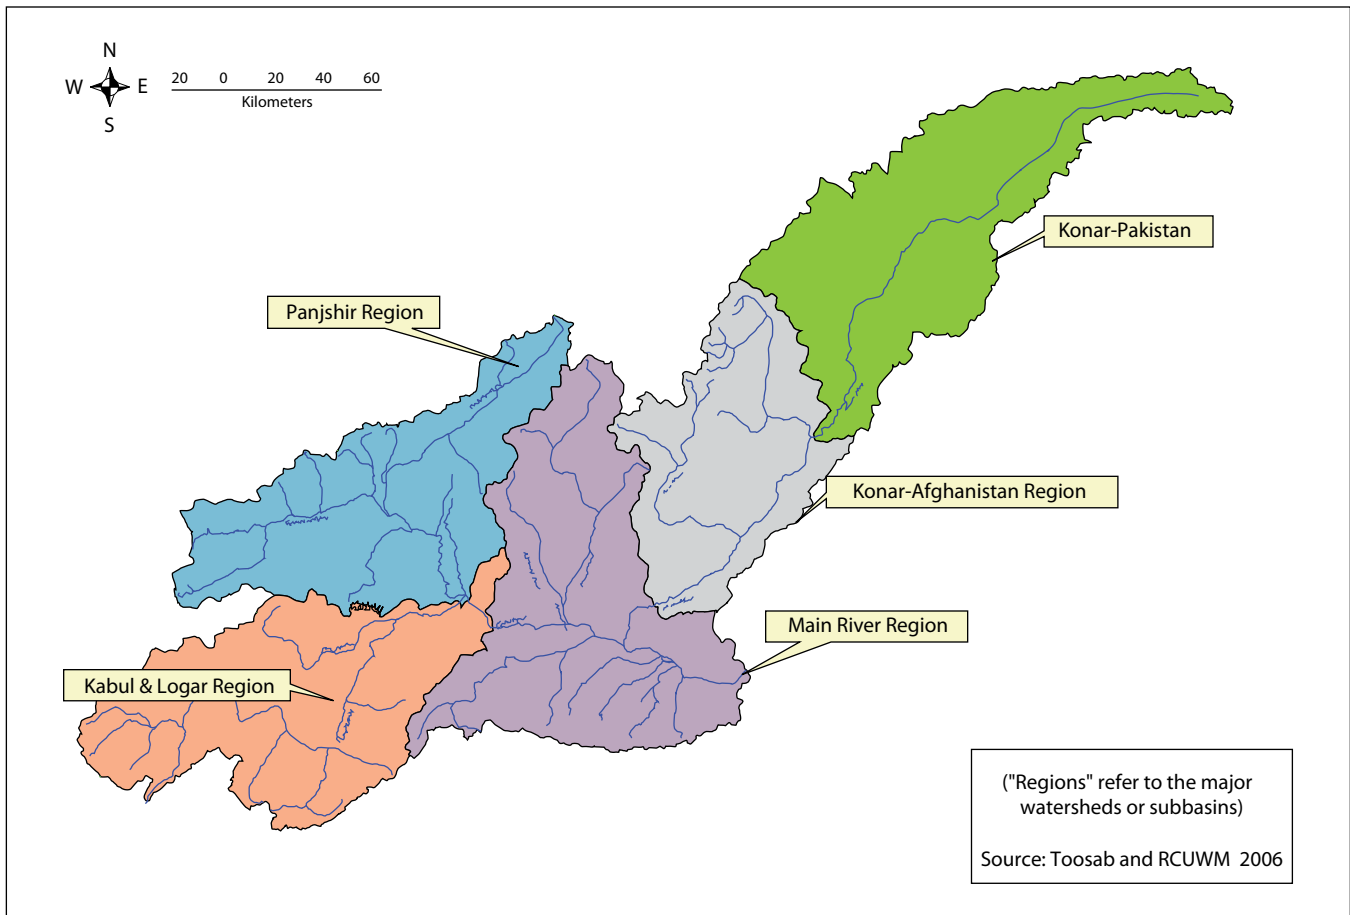 N
W E
S
20 0 20 40 60
Kilometers
Konar-Pakistan
Panjshir Region
Konar-Afghanistan Region
Main River Region
Kabul & Logar Region
("Regions" refer to the major
watersheds or subbasins)
Source: Toosab and RCUWM 2006